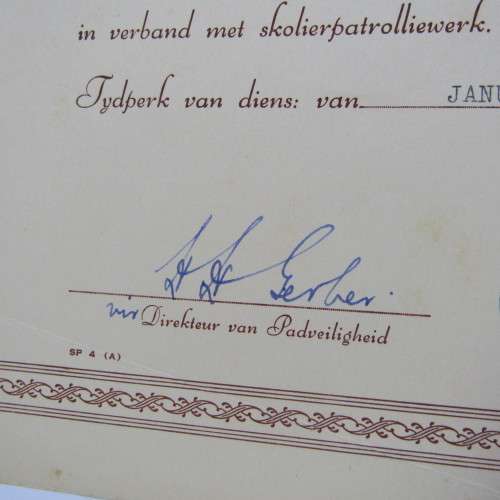 in verband met skolierpatrolliewerk.
Tydperk van diens: van JANU
Gerber.
vir Direkteur van Padveiligheid
SP 4 (A)